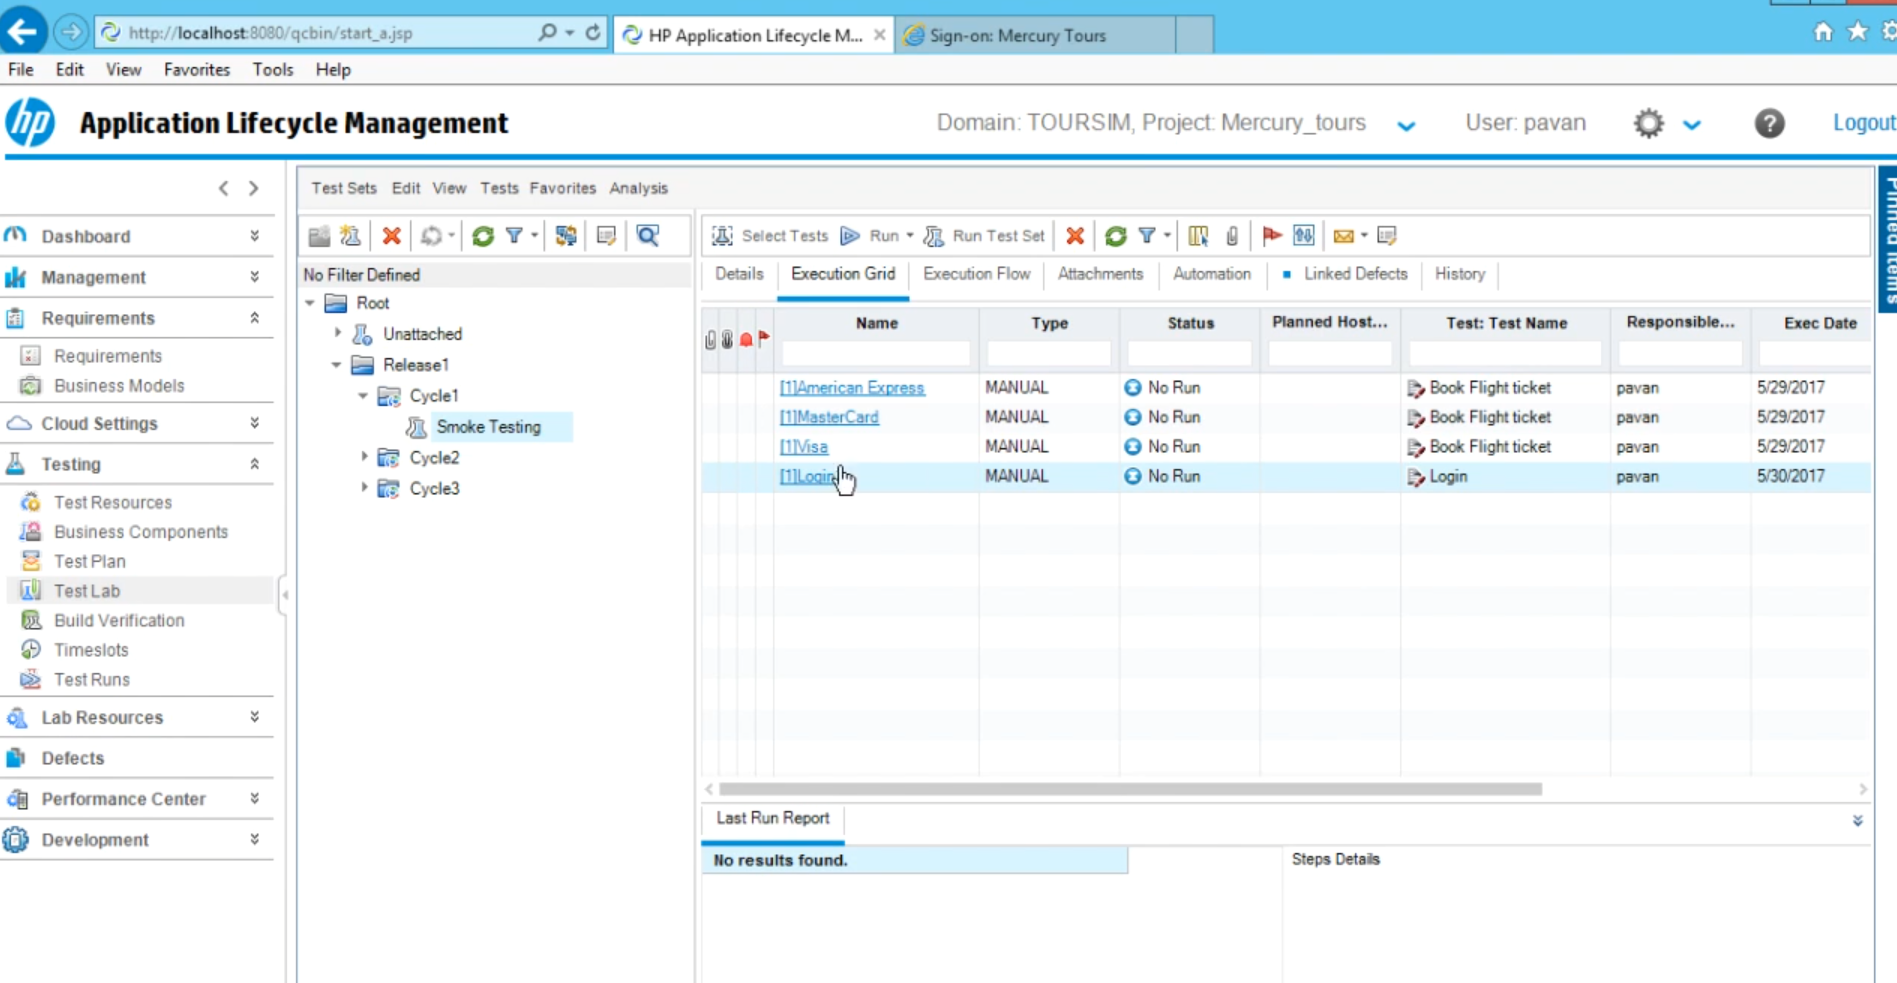 http://localhost:8080/qcbin/start_a.jsp
HP Application Lifecycle M...
Sign-on: Mercury Tours
File Edit View Favorites Tools Help
hp
Application Lifecycle Management
Domain: TOURSIM, Project: Mercury_tours
User: pavan
Logout
Pinned Items
Dashboard
Management
Requirements
Requirements
Business Models
Cloud Settings
Testing
Test Resources
Business Components
Test Plan
Test Lab
Build Verification
Timeslots
Test Runs
Lab Resources
Defects
Performance Center
Development
Test Sets Edit View Tests Favorites Analysis
No Filter Defined
Root
Unattached
Release1
Cycle1
Smoke Testing
Cycle2
Cycle3
Select Tests Run Run Test Set
Details Execution Grid Execution Flow Attachments Automation Linked Defects History
Name Type Status Planned Host... Test: Test Name Responsible... Exec Date
[1]American Express MANUAL No Run Book Flight ticket pavan 5/29/2017
[1]MasterCard MANUAL No Run Book Flight ticket pavan 5/29/2017
[1]Visa MANUAL No Run Book Flight ticket pavan 5/29/2017
[1]Login MANUAL No Run Login pavan 5/30/2017
Last Run Report
No results found.
Steps Details